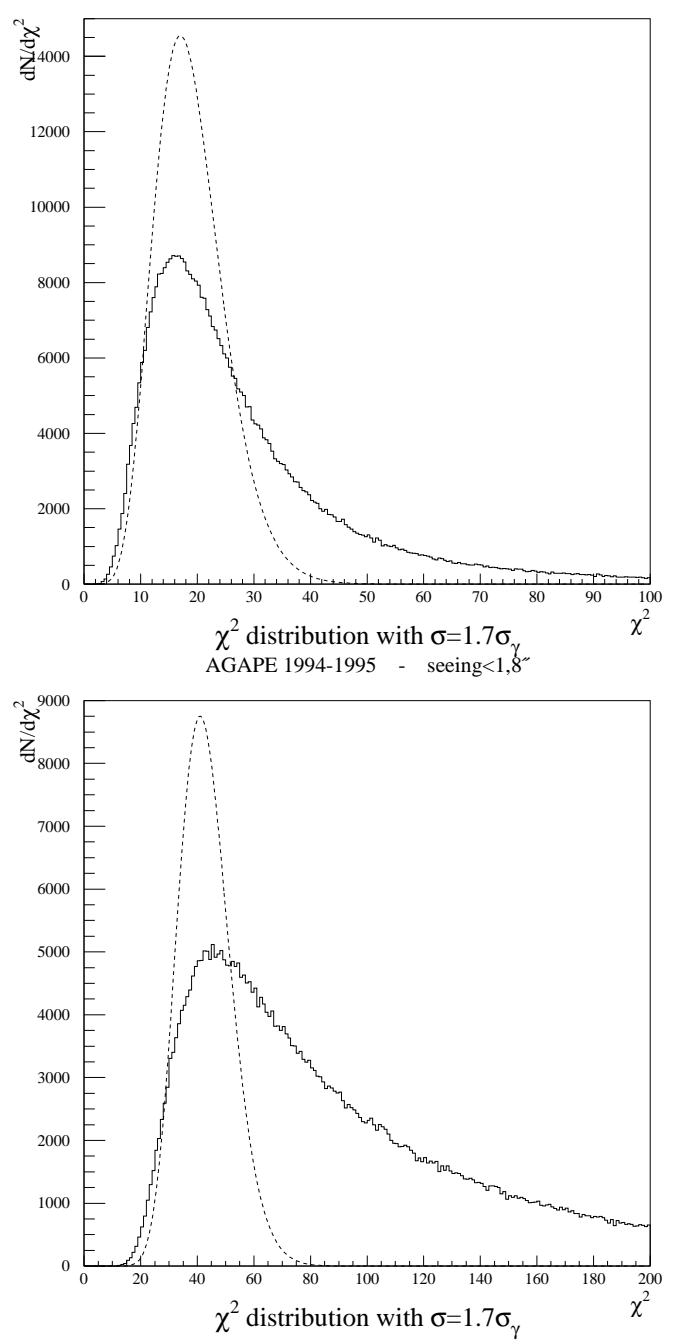 dN/dχ²
14000
12000
10000
8000
6000
4000
2000
0
0 10 20 30 40 50 60 70 80 90 100
χ²
χ² distribution with σ=1.7σγ
AGAPE 1994-1995 - seeing<1,8˝
dN/dχ²
9000
8000
7000
6000
5000
4000
3000
2000
1000
0
0 20 40 60 80 100 120 140 160 180 200
χ²
χ² distribution with σ=1.7σγ